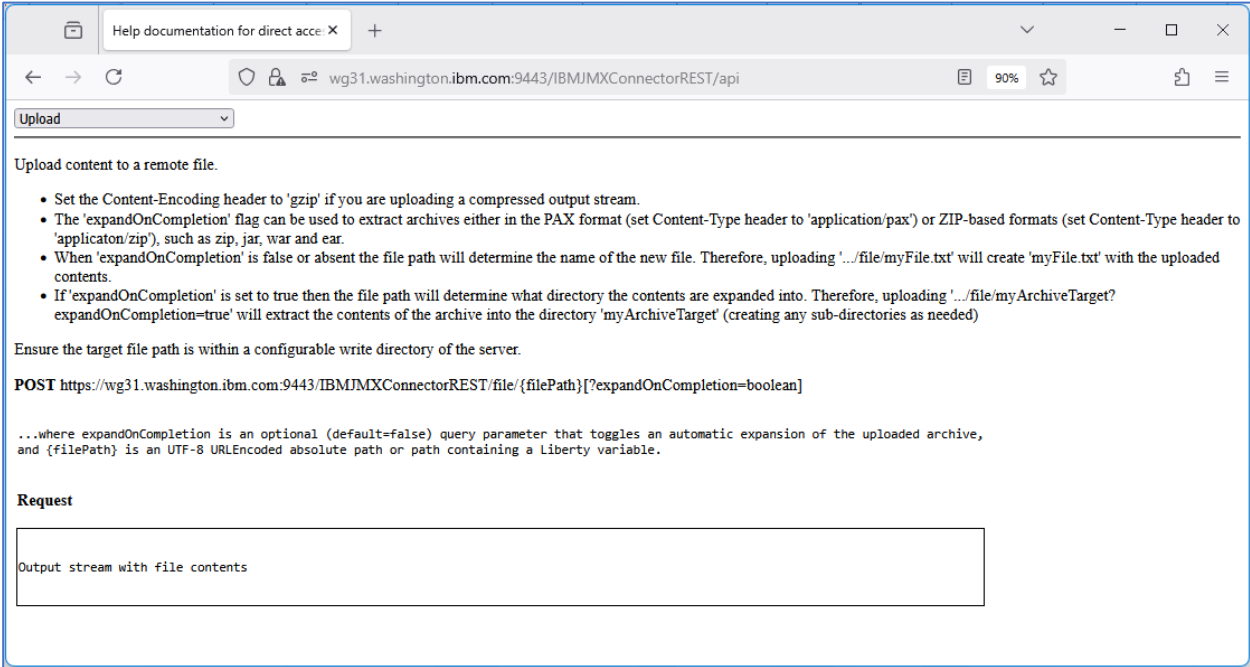 Help documentation for direct acce
wg31.washington.ibm.com:9443/IBMJMXConnectorREST/api
90%
Upload
Upload content to a remote file.
• Set the Content-Encoding header to 'gzip' if you are uploading a compressed output stream.
• The 'expandOnCompletion' flag can be used to extract archives either in the PAX format (set Content-Type header to 'application/pax') or ZIP-based formats (set Content-Type header to
'applicaton/zip'), such as zip, jar, war and ear.
• When 'expandOnCompletion' is false or absent the file path will determine the name of the new file. Therefore, uploading '.../file/myFile.txt' will create 'myFile.txt' with the uploaded
contents.
• If 'expandOnCompletion' is set to true then the file path will determine what directory the contents are expanded into. Therefore, uploading '.../file/myArchiveTarget?
expandOnCompletion=true' will extract the contents of the archive into the directory 'myArchiveTarget' (creating any sub-directories as needed)
Ensure the target file path is within a configurable write directory of the server.
POST https://wg31.washington.ibm.com:9443/IBMJMXConnectorREST/file/{filePath}[?expandOnCompletion=boolean]
...where expandOnCompletion is an optional (default=false) query parameter that toggles an automatic expansion of the uploaded archive,
and {filePath} is an UTF-8 URLEncoded absolute path or path containing a Liberty variable.
Request
Output stream with file contents